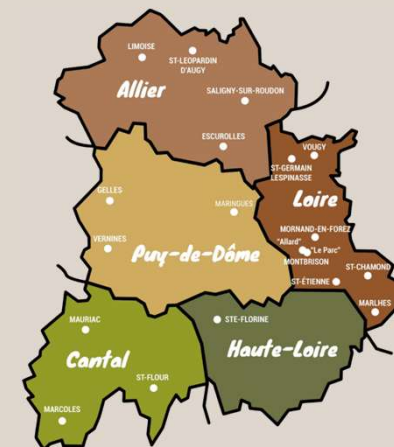 LIMOISE
ST-LEOPARDIN
D'AUGY
Allier
SALIGNY-SUR-ROUDON
ESCUROLLES
VOUGY
ST-GERMAIN
LESPINASSE
Loire
GELLES
MARINGUES
MORNAND-EN-FOREZ
"Allard"
"Le Parc"
MONTBRISON
VERNINES
Puy-de-Dôme
ST-CHAMOND
ST-ÉTIENNE
MARLHES
MAURIAC
STE-FLORINE
Cantal
Haute-Loire
ST-FLOUR
MARCOLES